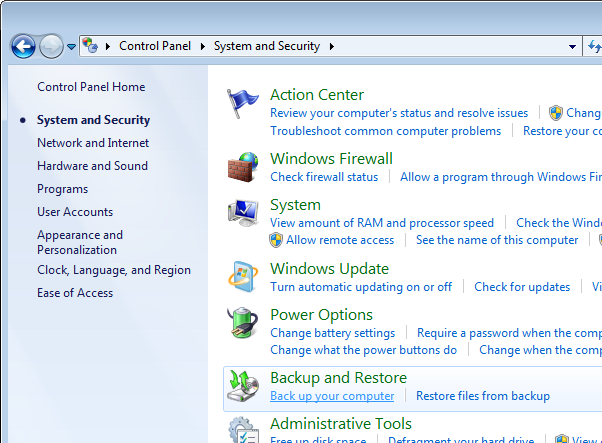 Control Panel System and Security
Control Panel Home
System and Security
Network and Internet
Hardware and Sound
Programs
User Accounts
Appearance and
Personalization
Clock, Language, and Region
Ease of Access
Action Center
Review your computer's status and resolve issues
Troubleshoot common computer problems Restore your
Windows Firewall
Check firewall status Allow a program through Windows
System
View amount of RAM and processor speed Check the
Allow remote access See the name of this computer
Windows Update
Turn automatic updating on or off Check for updates
Power Options
Change battery settings Require a password when the
Change what the power buttons do Change when the
Backup and Restore
Back up your computer Restore files from backup
Administrative Tools
Free up disk space Defragment your hard drive